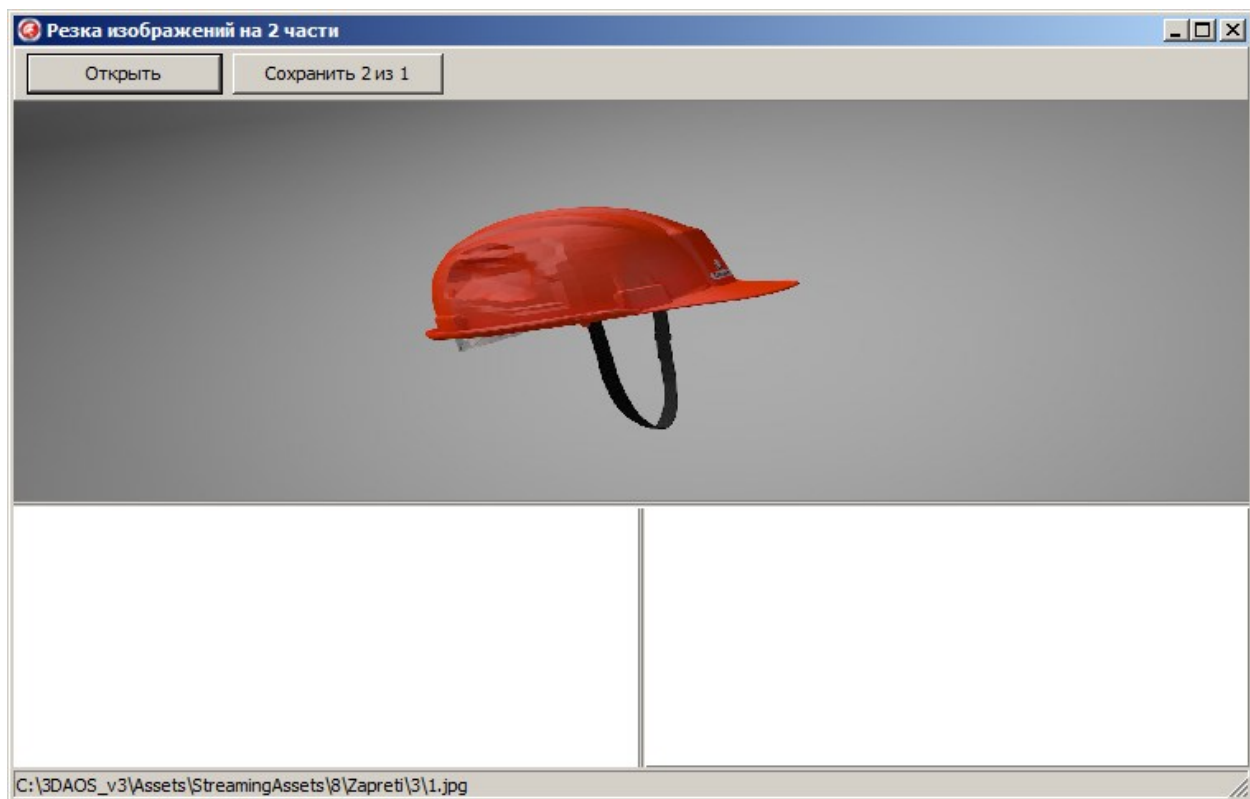 Резка изображений на 2 части
Открыть
Сохранить 2 из 1
C:\3DAOS_v3\Assets\StreamingAssets\8\Zapreti\3\1.jpg